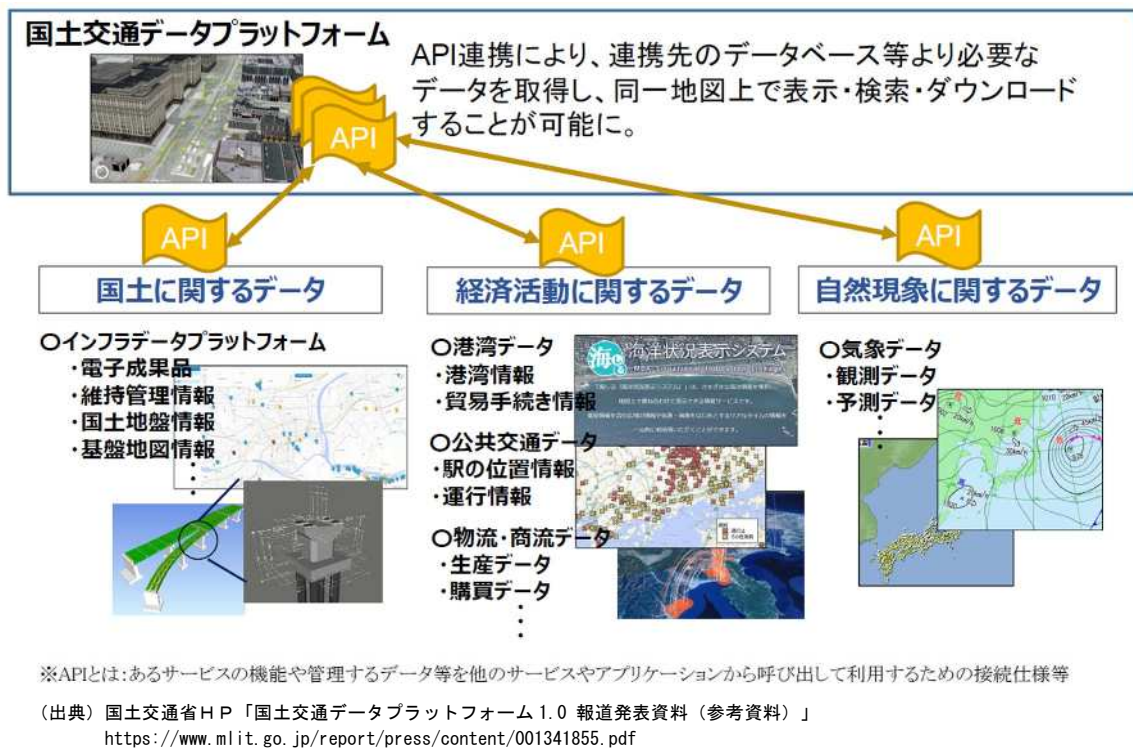 国土交通データプラットフォーム
API連携により、連携先のデータベース等より必要な
データを取得し、同一地図上で表示・検索・ダウンロード
することが可能に。
API
API
API
API
国土に関するデータ
経済活動に関するデータ
自然現象に関するデータ
〇インフラデータプラットフォーム
・電子成果品
・維持管理情報
・国土地盤情報
・基盤地図情報
・
・
・
〇港湾データ
・港湾情報
・貿易手続き情報
〇公共交通データ
・駅の位置情報
・運行情報
〇物流・商流データ
・生産データ
・購買データ
・
・
・
海しる
海洋状況表示システム
〇気象データ
・観測データ
・予測データ
・
・
・
※APIとは:あるサービスの機能や管理するデータ等を他のサービスやアプリケーションから呼び出して利用するための接続仕様等
（出典）国土交通省ＨＰ「国土交通データプラットフォーム 1.0 報道発表資料（参考資料）」
https://www.mlit.go.jp/report/press/content/001341855.pdf